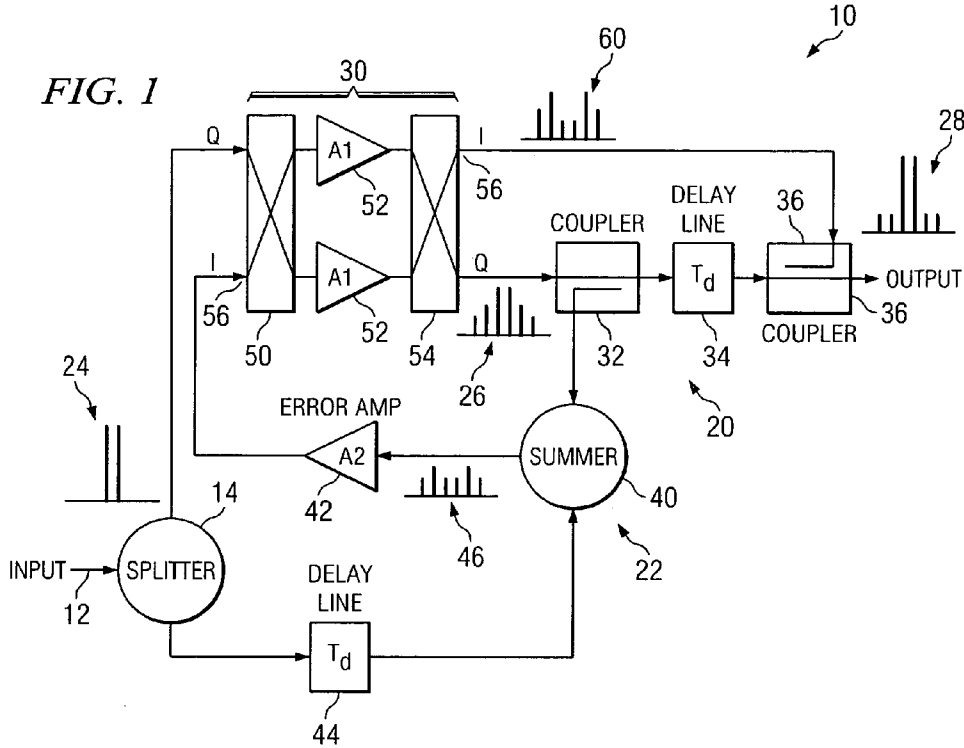 FIG. 1
10
30
60
28
Q
A1
52
I
56
DELAY
LINE
36
COUPLER
I
A1
52
Q
T_d
OUTPUT
56
50
54
32
34
COUPLER
36
26
20
24
ERROR AMP
A2
42
SUMMER
40
46
22
14
INPUT
SPLITTER
12
DELAY
LINE
T_d
44